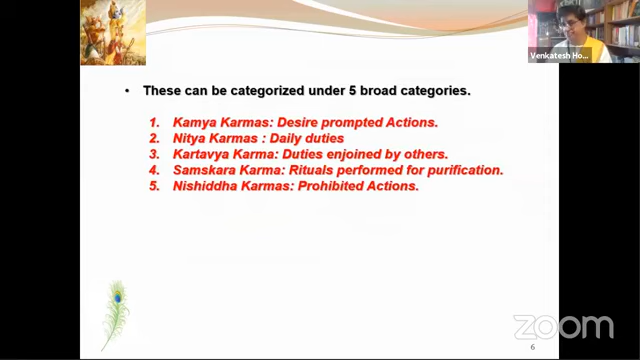 Venkatesh Ho...
• These can be categorized under 5 broad categories.
1. Kamya Karmas: Desire prompted Actions.
2. Nitya Karmas : Daily duties
3. Kartavya Karma: Duties enjoined by others.
4. Samskara Karma: Rituals performed for purification.
5. Nishiddha Karmas: Prohibited Actions.
zoom
6